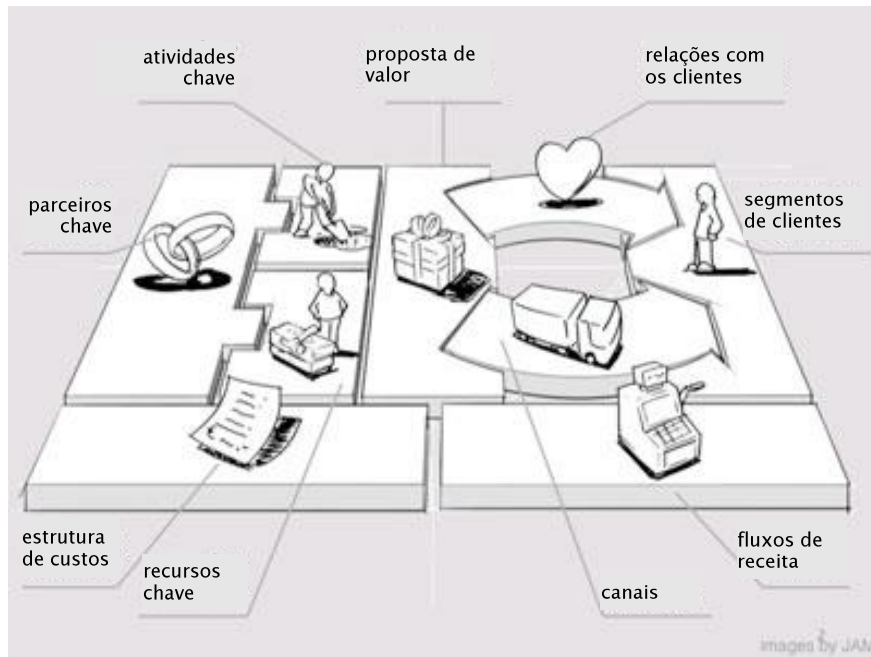 atividades
chave
proposta de
valor
relações com
os clientes
parceiros
chave
segmentos
de clientes
estrutura
de custos
recursos
chave
canais
fluxos de
receita
images by JAM